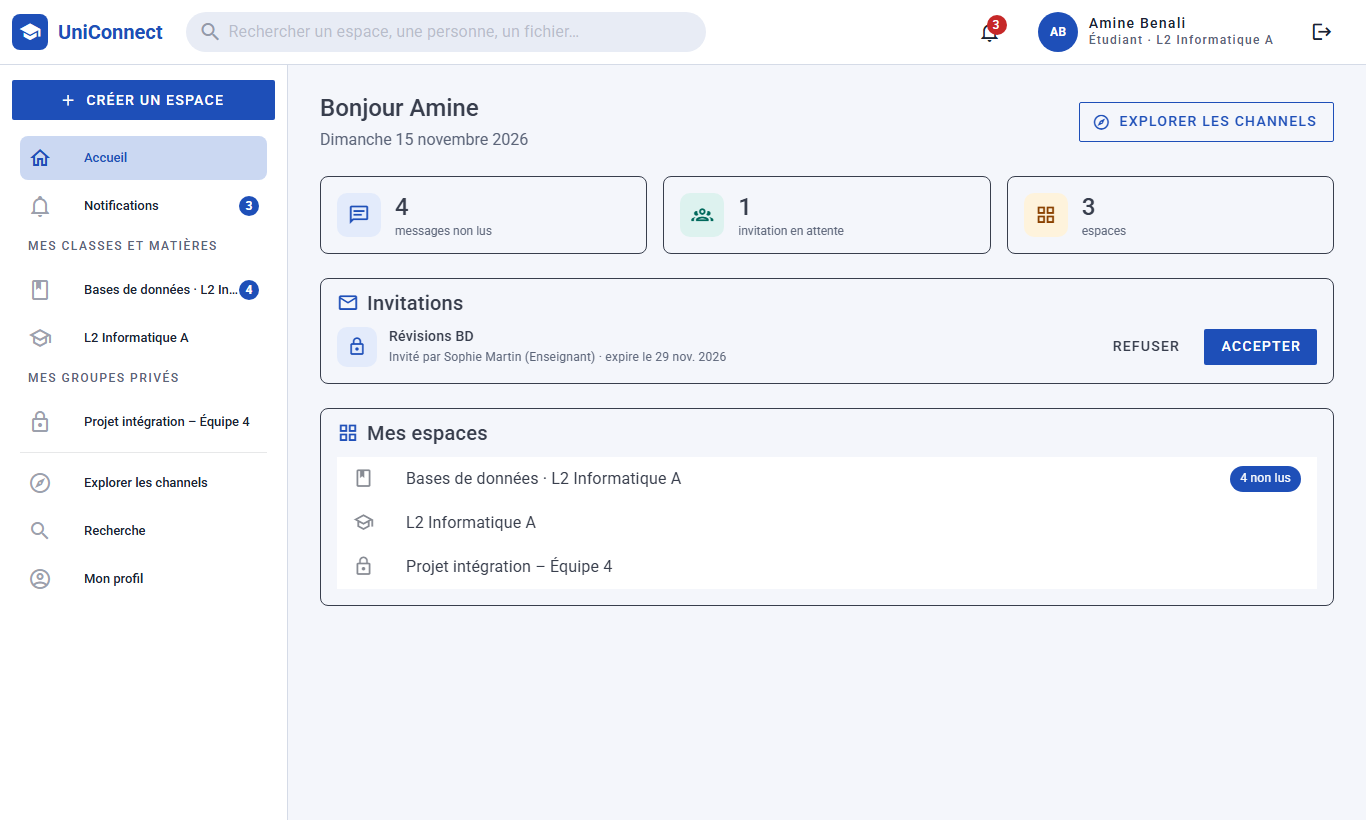 UniConnect
Rechercher un espace, une personne, un fichier…
3
AB
Amine Benali
Étudiant · L2 Informatique A
CRÉER UN ESPACE
Accueil
Notifications
3
MES CLASSES ET MATIÈRES
Bases de données · L2 In…
4
L2 Informatique A
MES GROUPES PRIVÉS
Projet intégration – Équipe 4
Explorer les channels
Recherche
Mon profil
Bonjour Amine
Dimanche 15 novembre 2026
EXPLORER LES CHANNELS
4
messages non lus
1
invitation en attente
3
espaces
Invitations
Révisions BD
Invité par Sophie Martin (Enseignant) · expire le 29 nov. 2026
REFUSER
ACCEPTER
Mes espaces
Bases de données · L2 Informatique A
4 non lus
L2 Informatique A
Projet intégration – Équipe 4